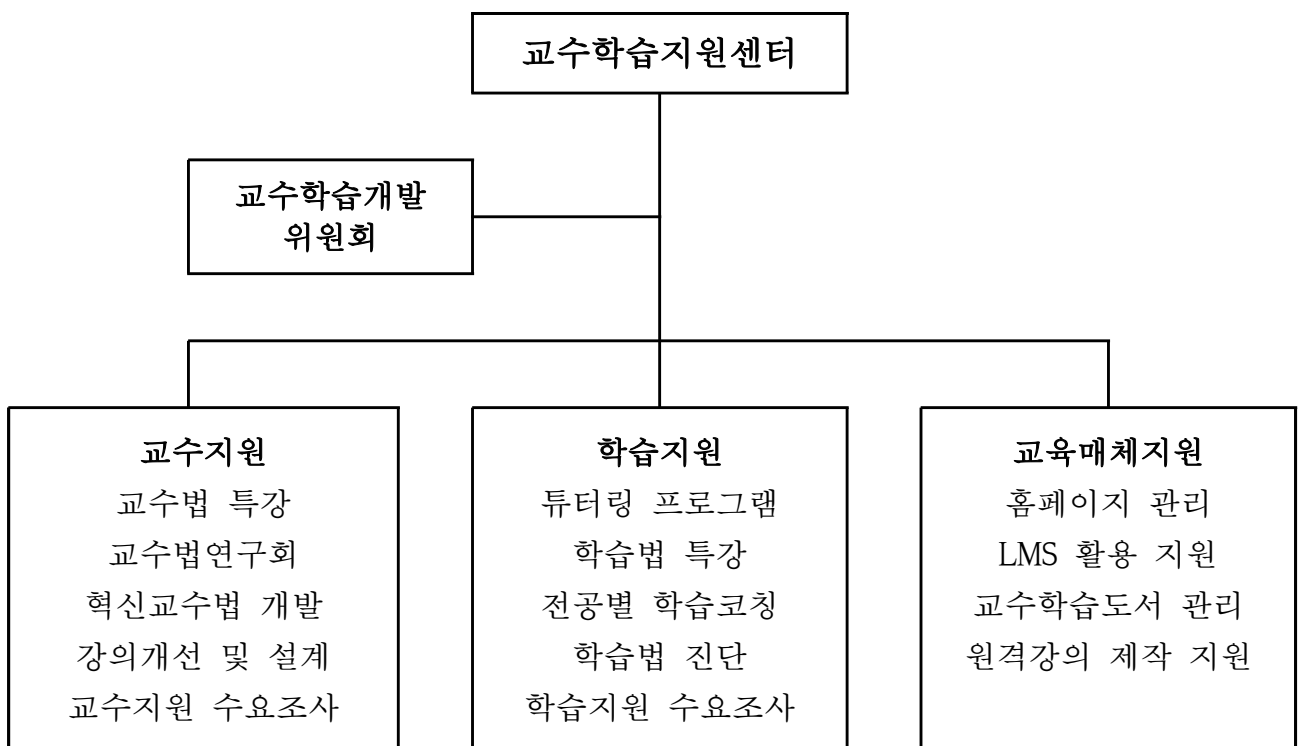 교수학습지원센터
교수학습개발
위원회
교수지원
교수법 특강
교수법연구회
혁신교수법 개발
강의개선 및 설계
교수지원 수요조사
학습지원
튜터링 프로그램
학습법 특강
전공별 학습코칭
학습법 진단
학습지원 수요조사
교육매체지원
홈페이지 관리
LMS 활용 지원
교수학습도서 관리
원격강의 제작 지원